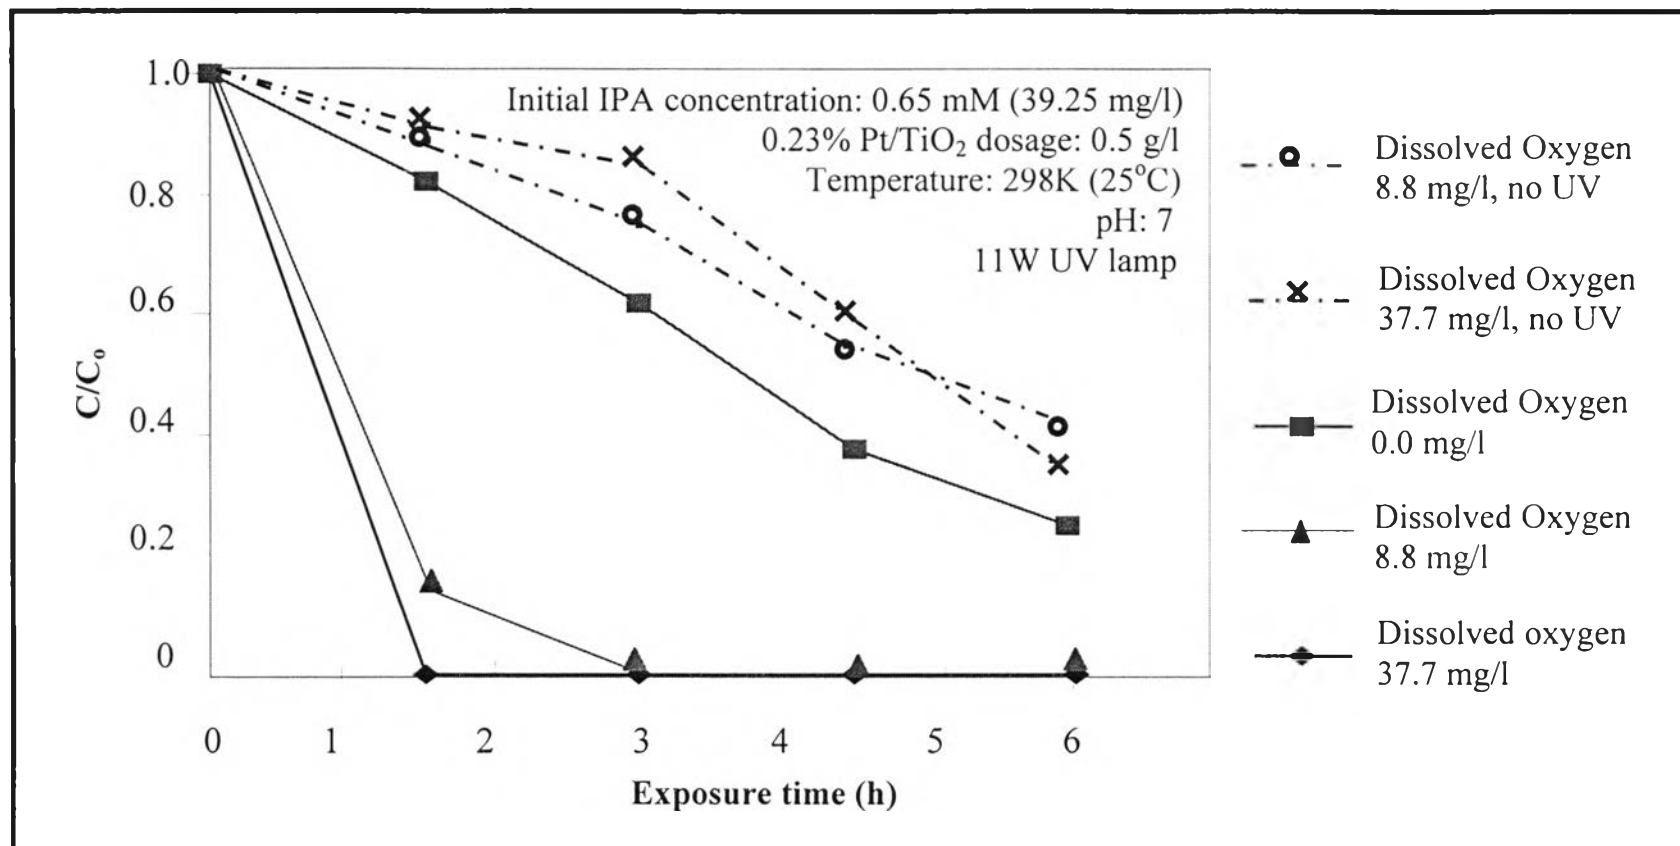 1.0
0.8
0.6
0.4
0.2
0
C/Co
Initial IPA concentration: 0.65 mM (39.25 mg/l)
0.23% Pt/TiO2 dosage: 0.5 g/l
Temperature: 298K (25°C)
pH: 7
11W UV lamp
0 1 2 3 4 5 6
Exposure time (h)
Dissolved Oxygen
8.8 mg/l, no UV
Dissolved Oxygen
37.7 mg/l, no UV
Dissolved Oxygen
0.0 mg/l
Dissolved Oxygen
8.8 mg/l
Dissolved oxygen
37.7 mg/l